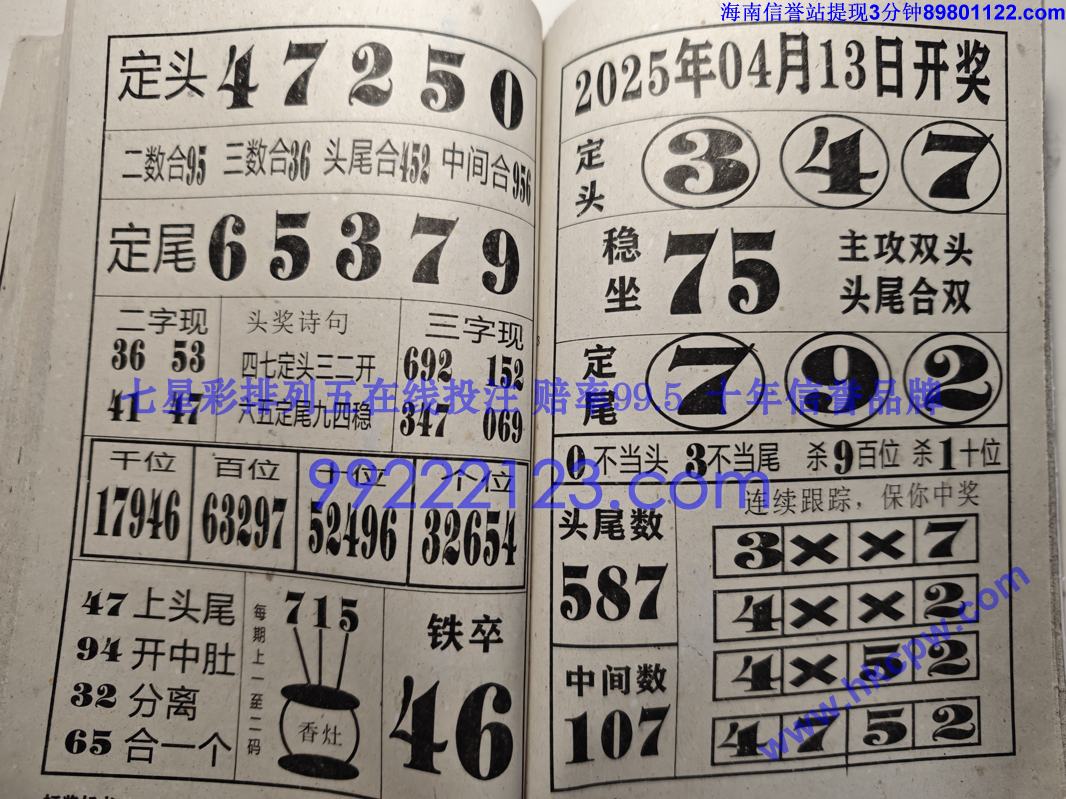 海南信誉站提现3分钟89801122.com
定头 4 7 2 5 0
二数合95 三数合36 头尾合452 中间合956
定尾 6 5 3 7 9
二字现
36 53
41 47
头奖诗句
四七定头三二开
六五定尾九四稳
三字现
692 152
347 069
千位 百位 十位 个位
17946 63297 52496 32654
47上头尾
94开中肚
32分离
65合一个
每期上一至二码
715
香灶
铁卒
46
2025年04月13日开奖
定头 3 4 7
稳坐 75
主攻双头
头尾合双
定尾 7 9 2
0不当头 3不当尾 杀9百位 杀1十位
头尾数
587
中间数
107
连续跟踪，保你中奖
3××7
4××2
4×52
4752
七星彩排列五在线投注 赔率99 5 十年信誉品牌
99222123.com
www.hkcpw.com